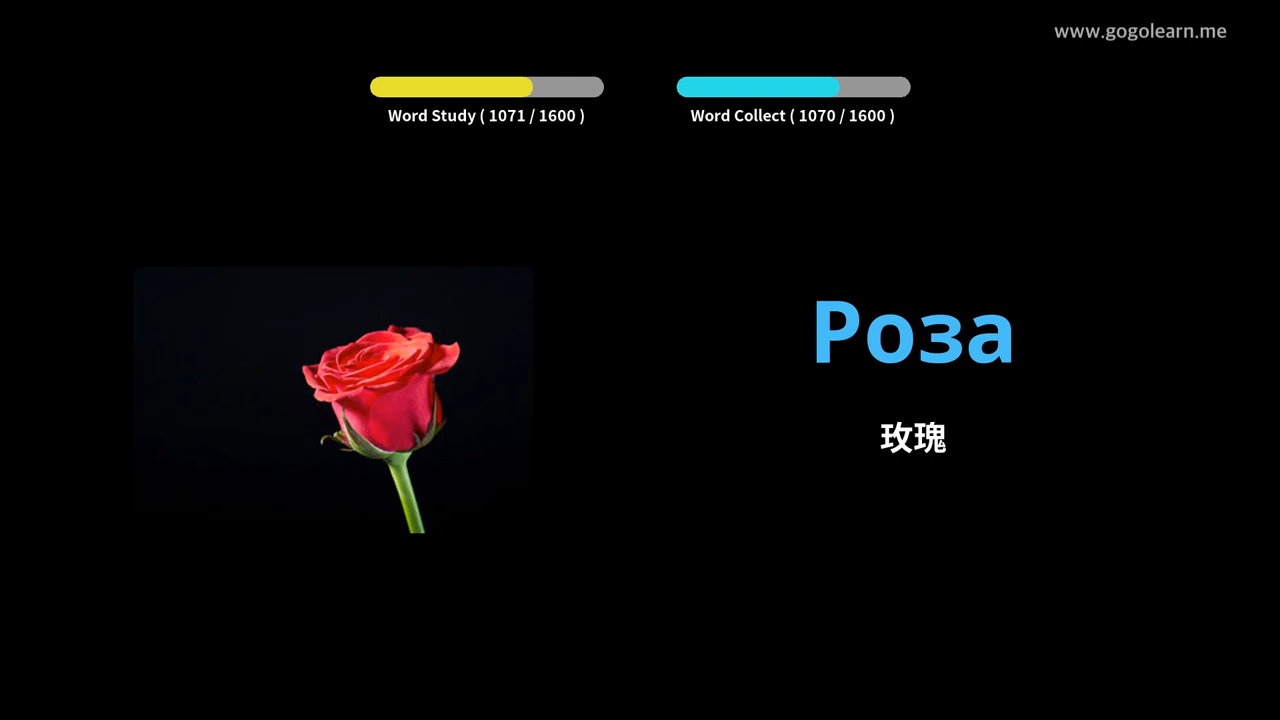 www.gogolearn.me
Word Study ( 1071 / 1600 )
Word Collect ( 1070 / 1600 )
Роза
玫瑰